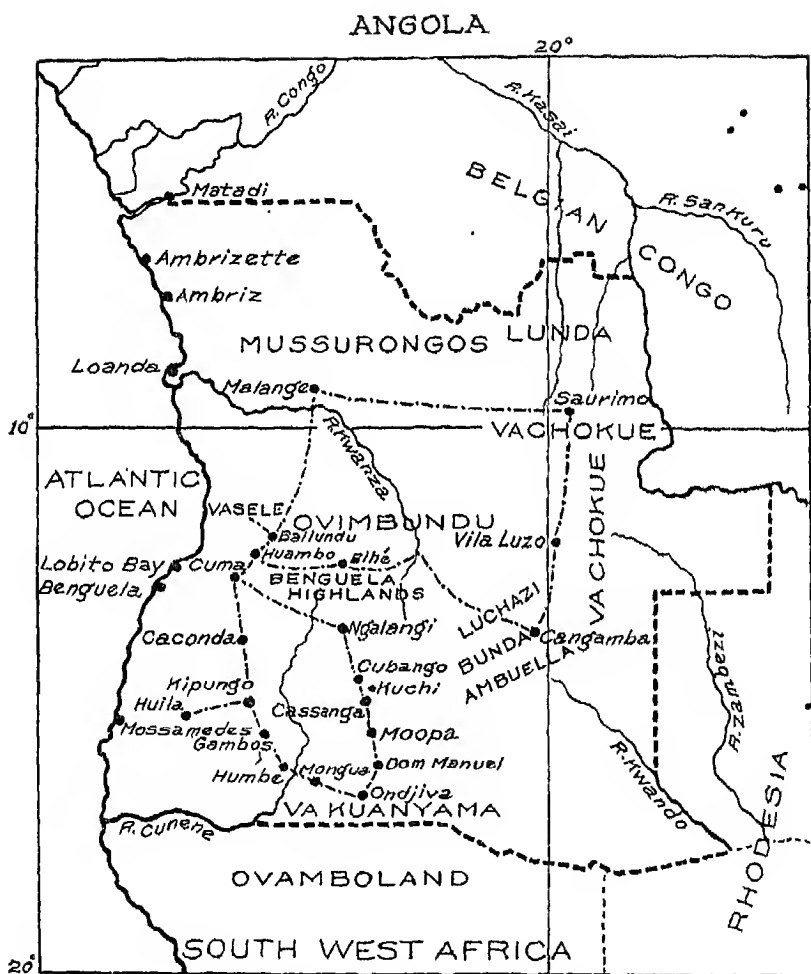 ANGOLA
20°
R. Congo
R. Kasai
BELGIAN
Matadi
R. Sankuru
CONGO
Ambrizette
Ambriz
MUSSURONGOS
LUNDA
Loanda
Malange
Saurimo
10°
VACHOKUE
R. Kwanza
ATLANTIC
OCEAN
VACHOKUE
VASELE
OVIMBUNDU
Bailundu
Vila Luzo
Huambo
Elhé
Lobito Bay
Cuma
BENGUELA
HIGHLANDS
Benguela
LUCHAZI
Ngalangi
BUNDA
Cangamba
Caconda
AMBUELLA
Cubango
Kuchi
R. Zambezi
Kipungo
Huila
Cassanga
Mossamedes
Gambos
Moopa
R. Kwando
Humbe
Mongua
Dom Manuel
Ondjiva
VA KUANYAMA
R. Cunene
RHODESIA
OVAMBOLAND
SOUTH WEST AFRICA
20°